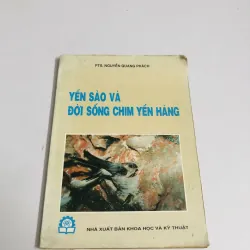 PTS. NGUYỄN QUANG PHÁCH
YẾN SÀO VÀ
ĐỜI SỐNG CHIM YẾN HÀNG
NHÀ XUẤT BẢN KHOA HỌC VÀ KỸ THUẬT